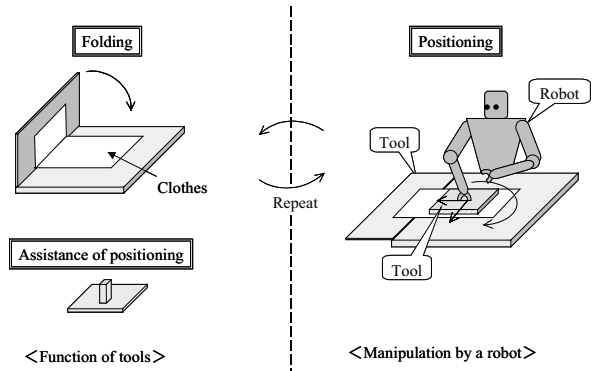 Folding
Clothes
Assistance of positioning
＜Function of tools＞
Repeat
Positioning
Robot
Tool
Tool
＜Manipulation by a robot＞